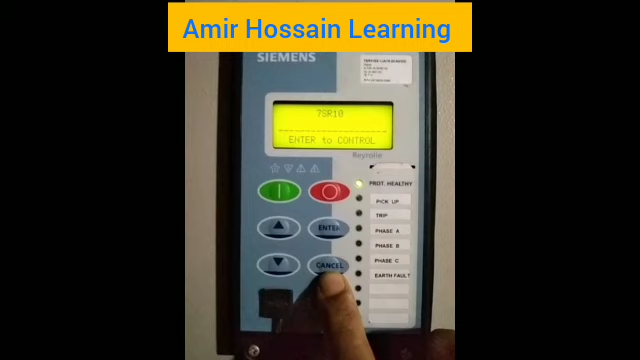 Amir Hossain Learning
SIEMENS
7SR10
ENTER to CONTROL
Reyrolle
PROT. HEALTHY
PICK UP
TRIP
ENTER
PHASE A
PHASE B
PHASE C
CANCEL
EARTH FAULT